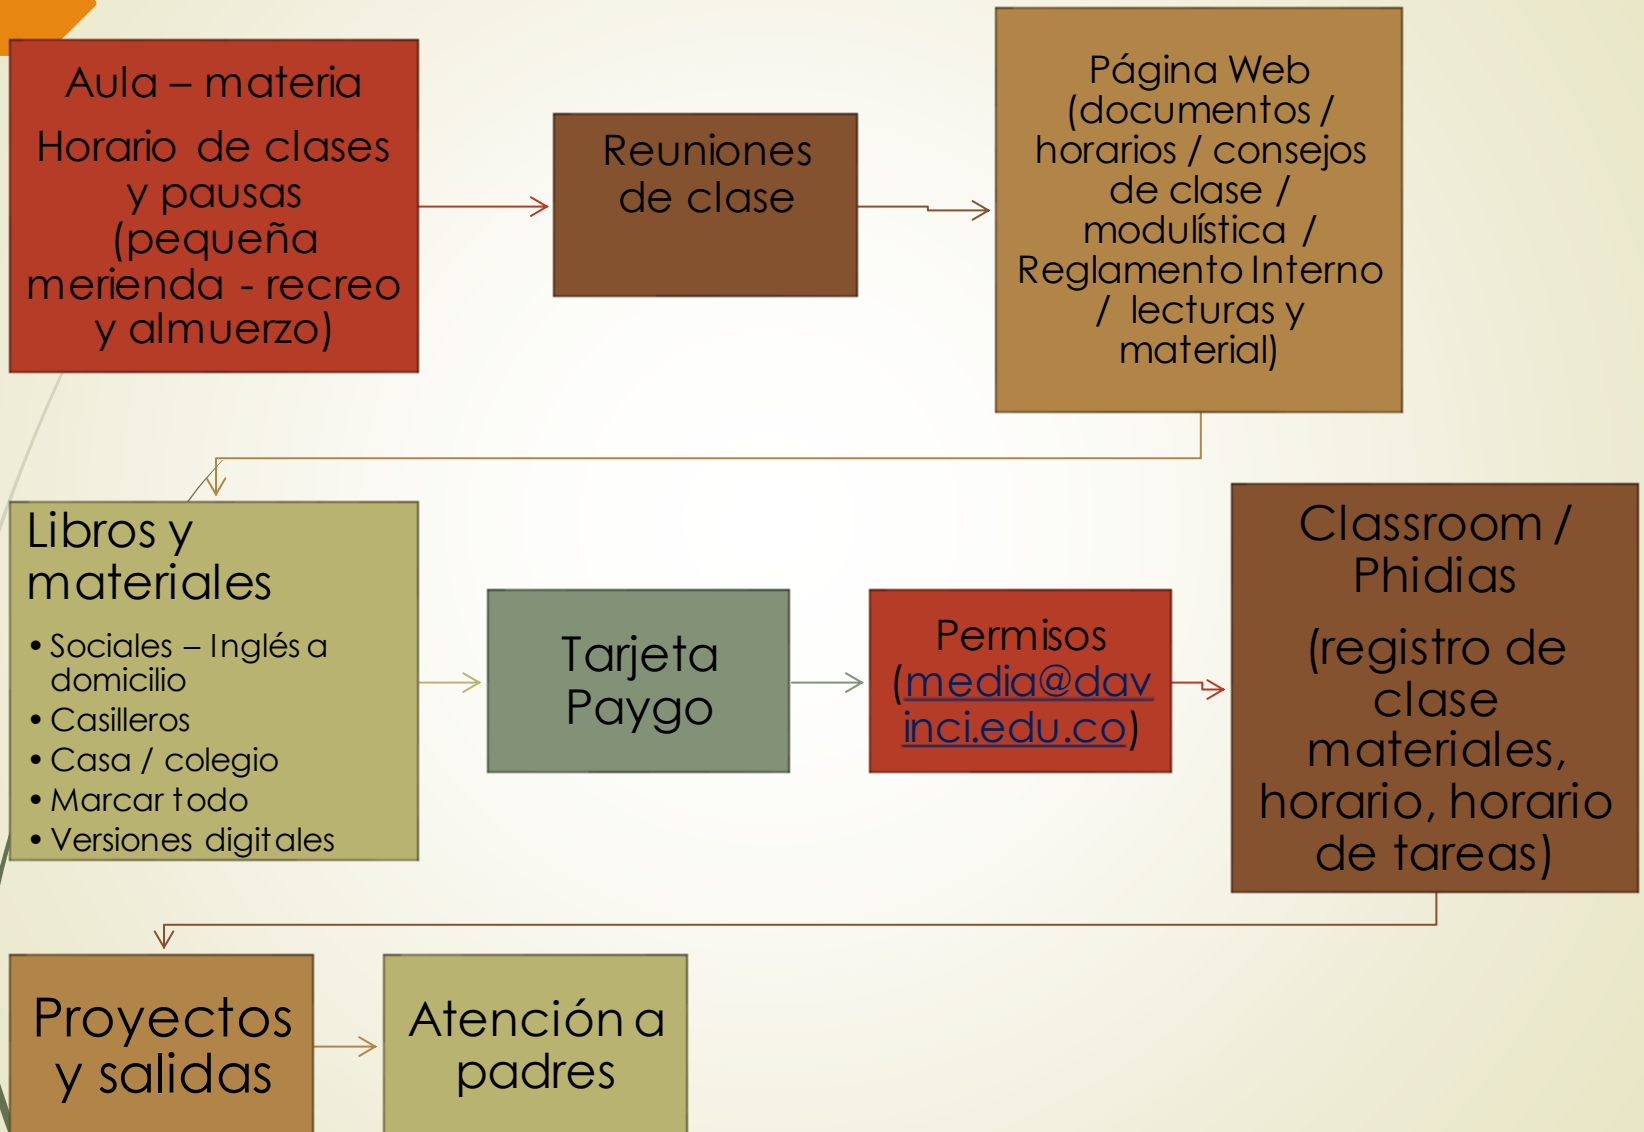 Aula – materia
Horario de clases
y pausas
(pequeña
merienda - recreo
y almuerzo)
Reuniones
de clase
Página Web
(documentos /
horarios / consejos
de clase /
modulística /
Reglamento Interno
/ lecturas y
material)
Libros y
materiales
• Sociales – Inglés a
domicilio
• Casilleros
• Casa / colegio
• Marcar todo
• Versiones digitales
Tarjeta
Paygo
Permisos
(media@dav
inci.edu.co)
Classroom /
Phidias
(registro de
clase
materiales,
horario, horario
de tareas)
Proyectos
y salidas
Atención a
padres